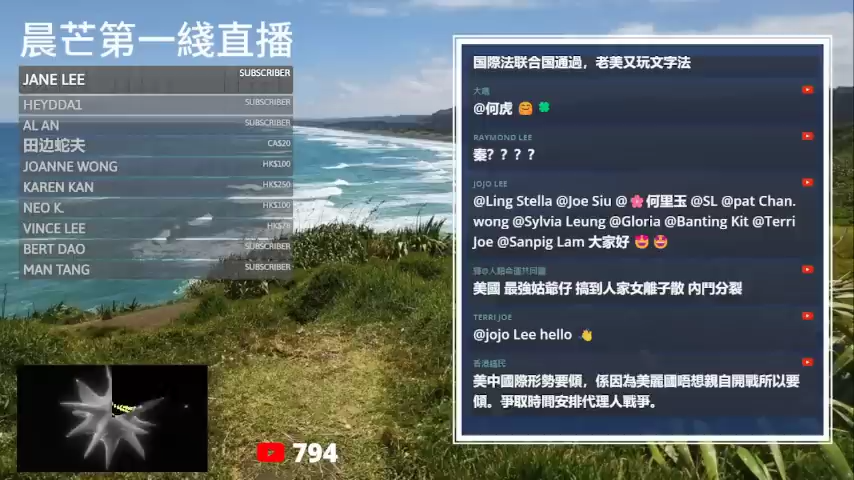 晨芒第一綫直播
JANE LEE SUBSCRIBER
HEYDDA1 SUBSCRIBER
AL AN SUBSCRIBER
田边蛇夫 CA$20
JOANNE WONG HK$100
KAREN KAN HK$250
NEO K. HK$100
VINCE LEE
BERT DAO SUBSCRIBER
MAN TANG SUBSCRIBER
794
国際法联合国通過，老美又玩文字法
@何虎
RAYMOND LEE
秦？？？？
JOJO LEE
@Ling Stella @Joe Siu @🌸何里玉 @SL @pat Chan.
wong @Sylvia Leung @Gloria @Banting Kit @Terri
Joe @Sanpig Lam 大家好 🤩 🤩
美國 最強姑爺仔 搞到人家女離子散 內鬥分裂
TERRI JOE
@jojo Lee hello 👋
美中國際形勢要傾，係因為美麗國唔想親自開戰所以要
傾。爭取時間安排代理人戰爭。